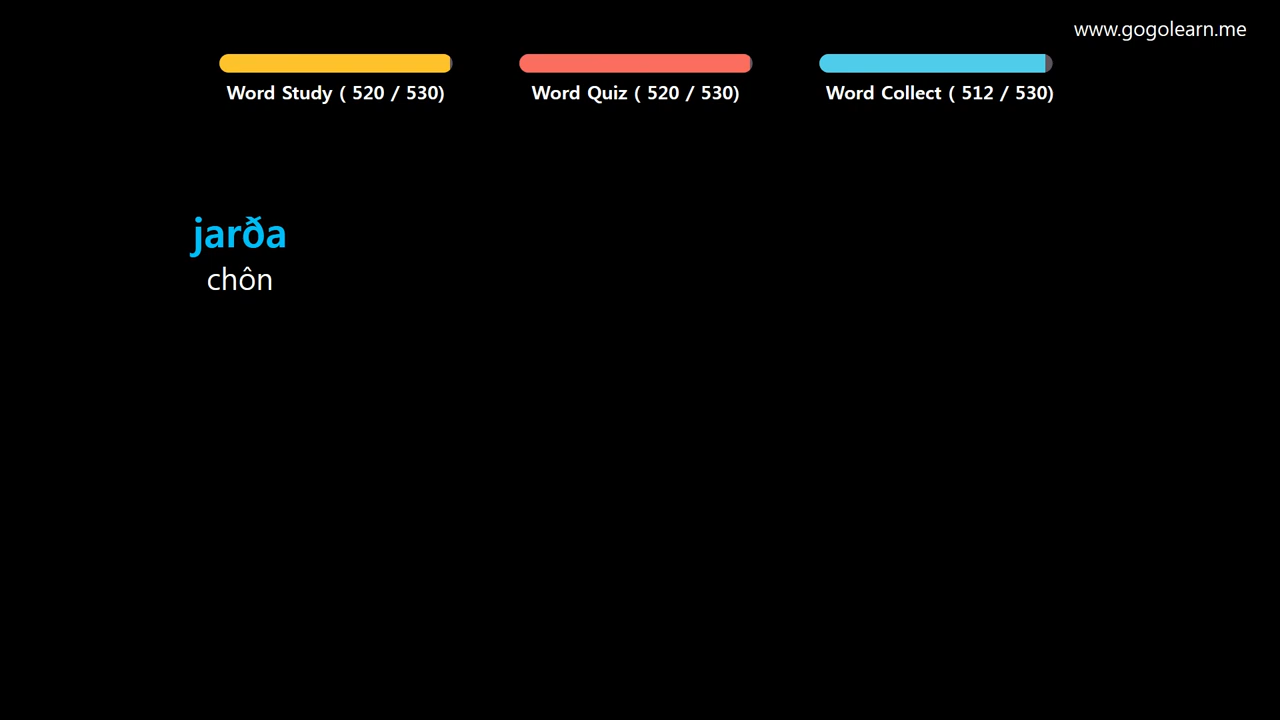 www.gogolearn.me
Word Study ( 520 / 530)
Word Quiz ( 520 / 530)
Word Collect ( 512 / 530)
jarða
chôn